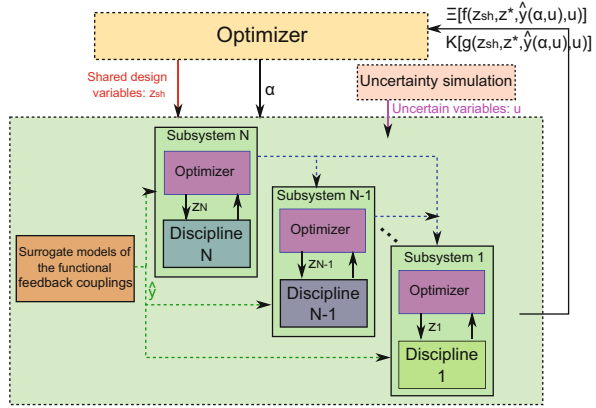 Optimizer
Ξ[f(zsh,z*,ŷ(α,u),u)]
K[g(zsh,z*,ŷ(α,u),u)]
Shared design
variables: zsh
α
Uncertainty simulation
Uncertain variables: u
Subsystem N
Optimizer
zN
Discipline
N
Subsystem N-1
Optimizer
zN-1
Discipline
N-1
Subsystem 1
Optimizer
z1
Discipline
1
Surrogate models of
the functional
feedback couplings
ŷ